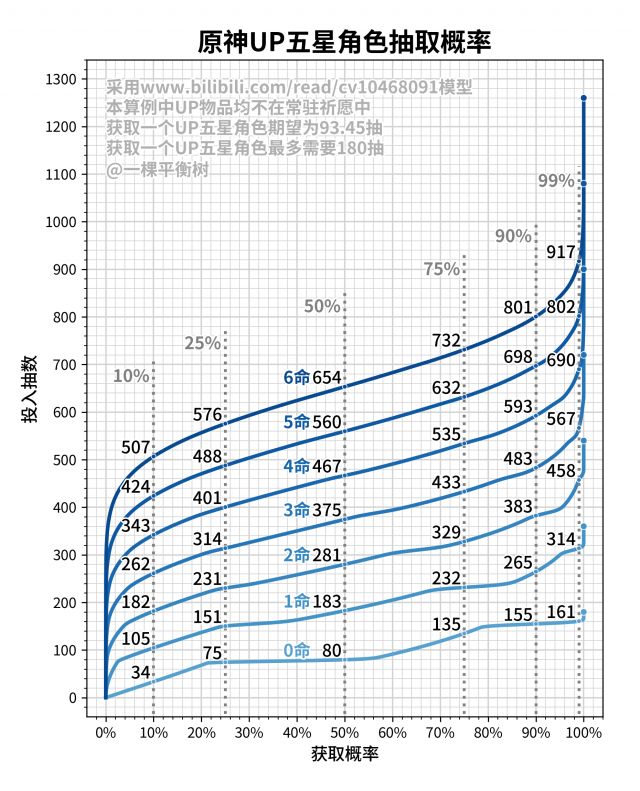 原神UP五星角色抽取概率
采用www.bilibili.com/read/cv10468091模型
本算例中UP物品均不在常驻祈愿中
获取一个UP五星角色期望为93.45抽
获取一个UP五星角色最多需要180抽
@一棵平衡树
投入抽数
1300
1200
1100
1000
900
800
700
600
500
400
300
200
100
0
10% 25% 50% 75% 90% 99%
507 576 6命 654 732 801 917
424 488 5命 560 632 698 802
343 401 4命 467 535 593 690
262 314 3命 375 433 483 567
182 231 2命 281 329 383 458
105 151 1命 183 232 265 314
34 75 0命 80 135 155 161
0% 10% 20% 30% 40% 50% 60% 70% 80% 90% 100%
获取概率